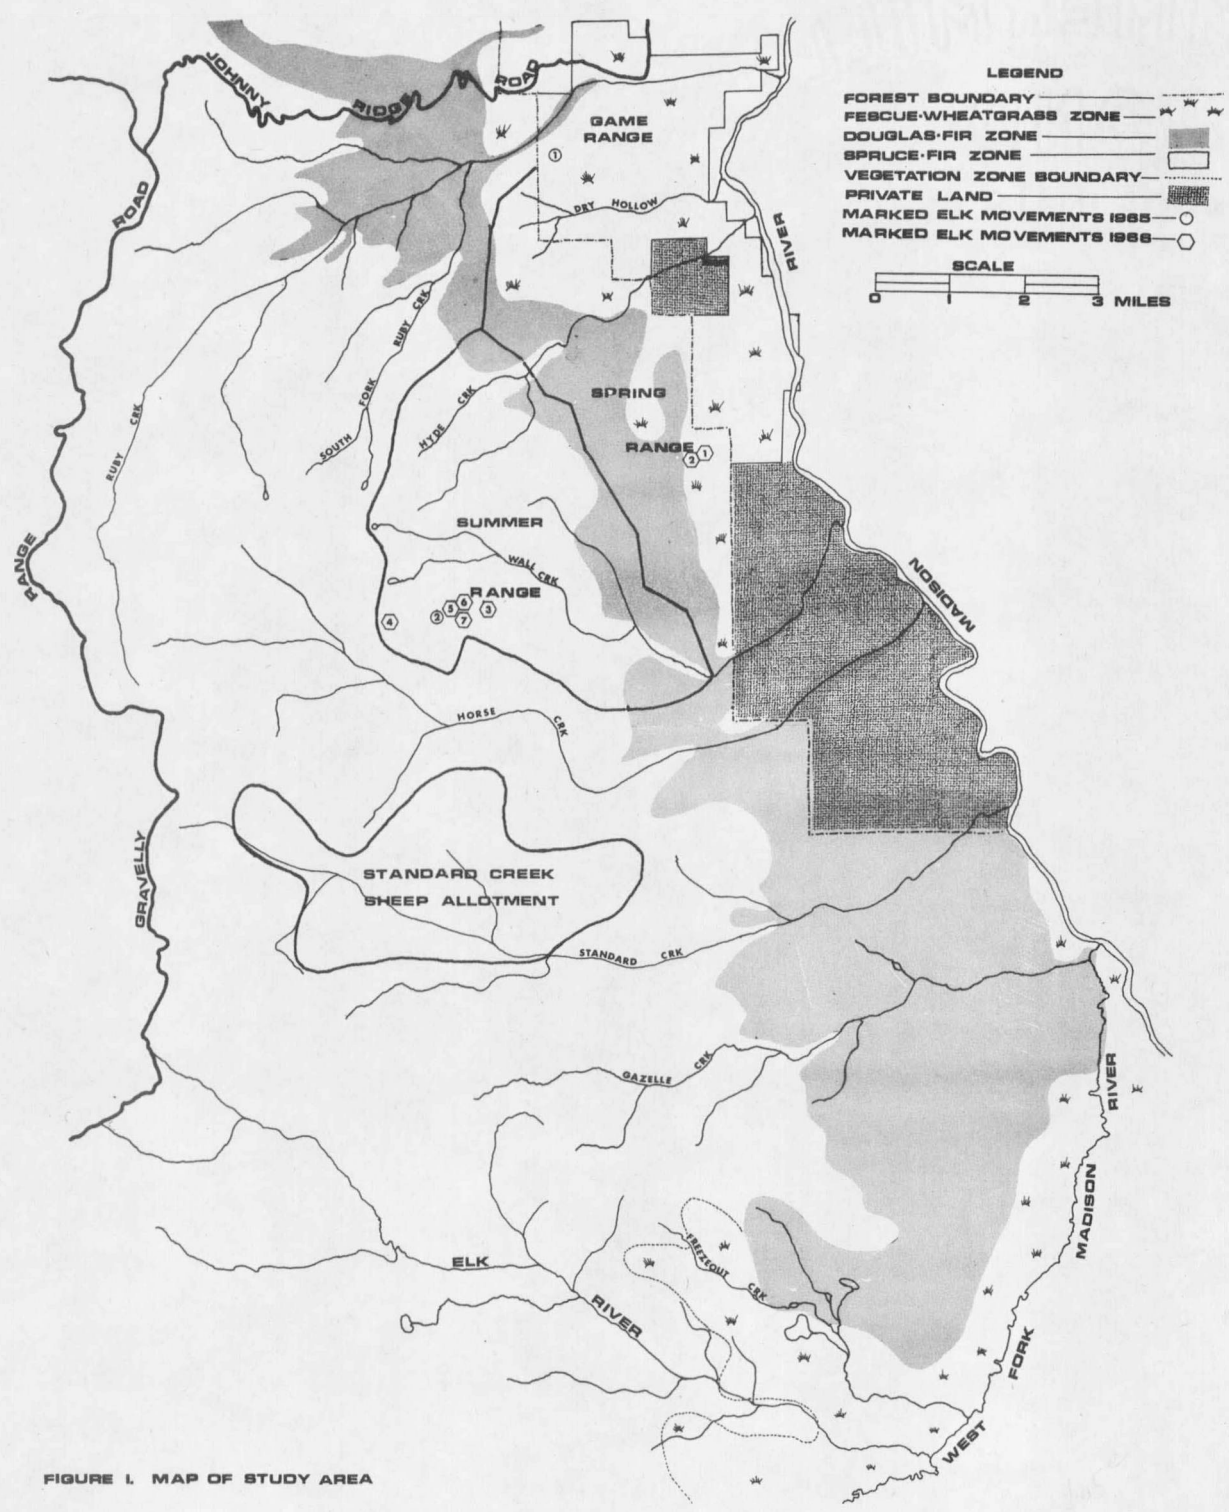 LEGEND
FOREST BOUNDARY
FESCUE-WHEATGRASS ZONE
DOUGLAS-FIR ZONE
SPRUCE-FIR ZONE
VEGETATION ZONE BOUNDARY
PRIVATE LAND
MARKED ELK MOVEMENTS 1965
MARKED ELK MOVEMENTS 1966
SCALE
0 1 2 3 MILES
JOHNNY RIDGE ROAD
GAME
RANGE
1
DRY HOLLOW
RIVER
ROAD
RUBY CRK
SOUTH FORK RUBY CRK
HYDE CRK
SPRING
RANGE
2 1
SUMMER
WALL CRK
RANGE
4 2 5 6 7 3
RANGE
MADISON
HORSE CRK
GRAVELLY
STANDARD CREEK
SHEEP ALLOTMENT
STANDARD CRK
GAZELLE CRK
RIVER
MADISON
FREEZEOUT CRK
ELK
RIVER
FORK
WEST
FIGURE 1. MAP OF STUDY AREA